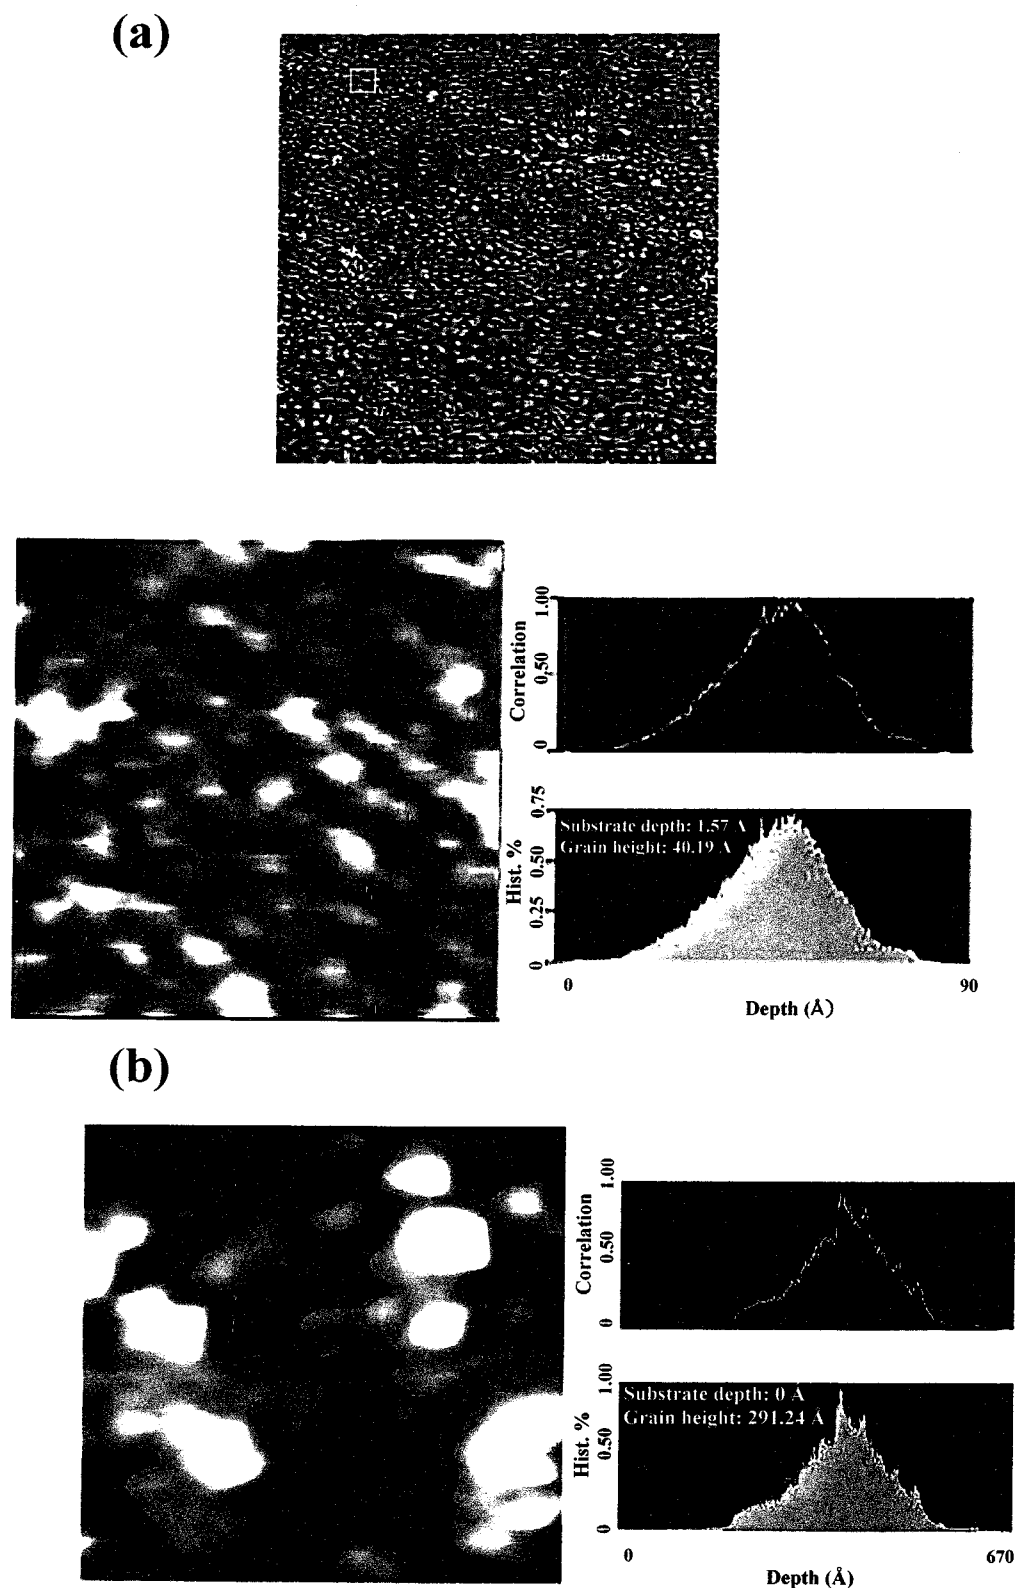 (a)
1.00
0.50
0
Correlation
0.75
0.50
0.25
0
Hist. %
Substrate depth: 1.57 Å
Grain height: 40.19 Å
0
90
Depth (Å)
(b)
1.00
0.50
0
Correlation
1.00
0.50
0
Hist. %
Substrate depth: 0 Å
Grain height: 291.24 Å
0
670
Depth (Å)